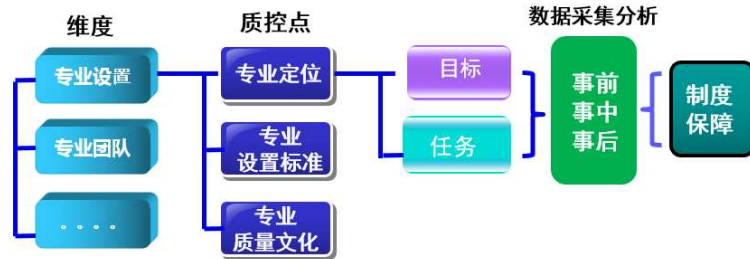 维度
质控点
数据采集分析
专业设置
专业定位
目标
事前
事中
事后
制度
保障
专业团队
专业
设置标准
任务
。。。。
专业
质量文化